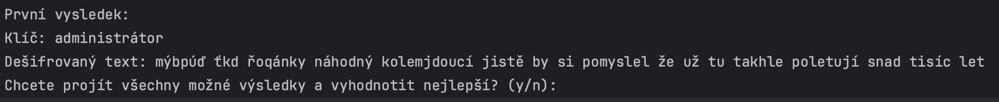 První vysledek:
Klíč: administrátor
Dešifrovaný text: mýbpúď ťkd řoqánky náhodný kolemjdoucí jistě by si pomyslel že už tu takhle poletují snad tisíc let
Chcete projít všechny možné výsledky a vyhodnotit nejlepší? (y/n):